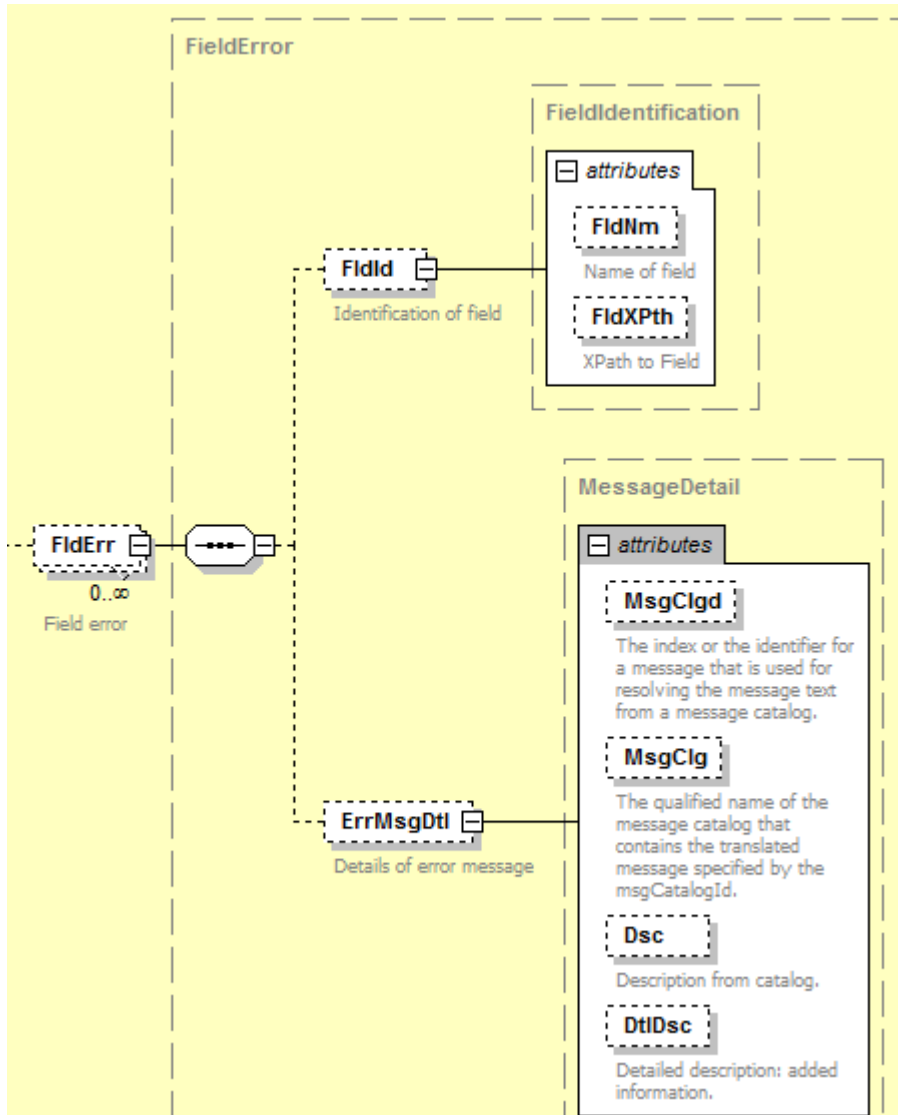 FieldError
FieldIdentification
attributes
FldNm
Name of field
FldXPth
XPath to Field
FldId
Identification of field
MessageDetail
attributes
MsgClgd
The index or the identifier for
a message that is used for
resolving the message text
from a message catalog.
MsgClg
The qualified name of the
message catalog that
contains the translated
message specified by the
msgCatalogId.
Dsc
Description from catalog.
DtlDsc
Detailed description: added
information.
FldErr
0..∞
Field error
ErrMsgDtl
Details of error message